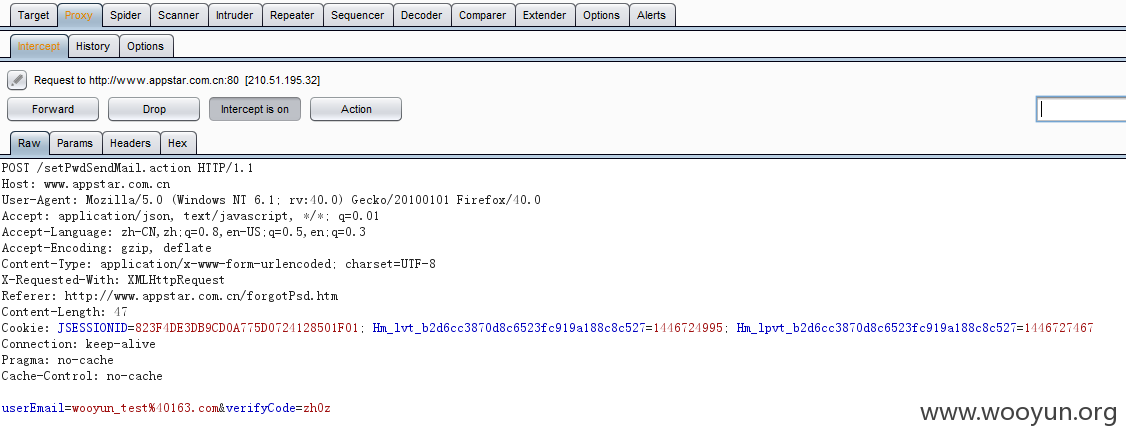 Target Proxy Spider Scanner Intruder Repeater Sequencer Decoder Comparer Extender Options Alerts
Intercept History Options
Request to http://www.appstar.com.cn:80 [210.51.195.32]
Forward Drop Intercept is on Action
Raw Params Headers Hex
POST /setPwdSendMail.action HTTP/1.1
Host: www.appstar.com.cn
User-Agent: Mozilla/5.0 (Windows NT 6.1; rv:40.0) Gecko/20100101 Firefox/40.0
Accept: application/json, text/javascript, */*; q=0.01
Accept-Language: zh-CN,zh;q=0.8,en-US;q=0.5,en;q=0.3
Accept-Encoding: gzip, deflate
Content-Type: application/x-www-form-urlencoded; charset=UTF-8
X-Requested-With: XMLHttpRequest
Referer: http://www.appstar.com.cn/forgotPsd.htm
Content-Length: 47
Cookie: JSESSIONID=823F4DE3DB9CD0A775D0724128501F01; Hm_lvt_b2d6cc3870d8c6523fc919a188c8c527=1446724995; Hm_lpvt_b2d6cc3870d8c6523fc919a188c8c527=1446727467
Connection: keep-alive
Pragma: no-cache
Cache-Control: no-cache
userEmail=wooyun_test%40163.com&verifyCode=zh0z
www.wooyun.org